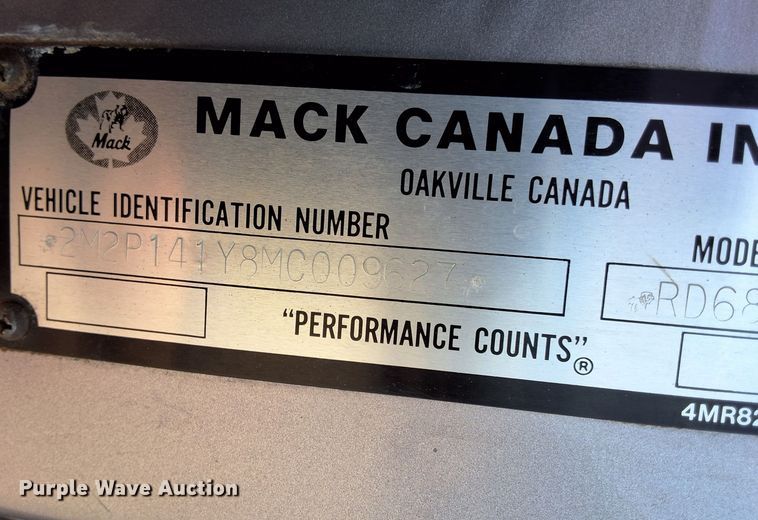 Mack
MACK CANADA IN
OAKVILLE CANADA
VEHICLE IDENTIFICATION NUMBER
MODE
2M2P141Y8MC009627
RD68
"PERFORMANCE COUNTS"®
4MR82
Purple Wave Auction